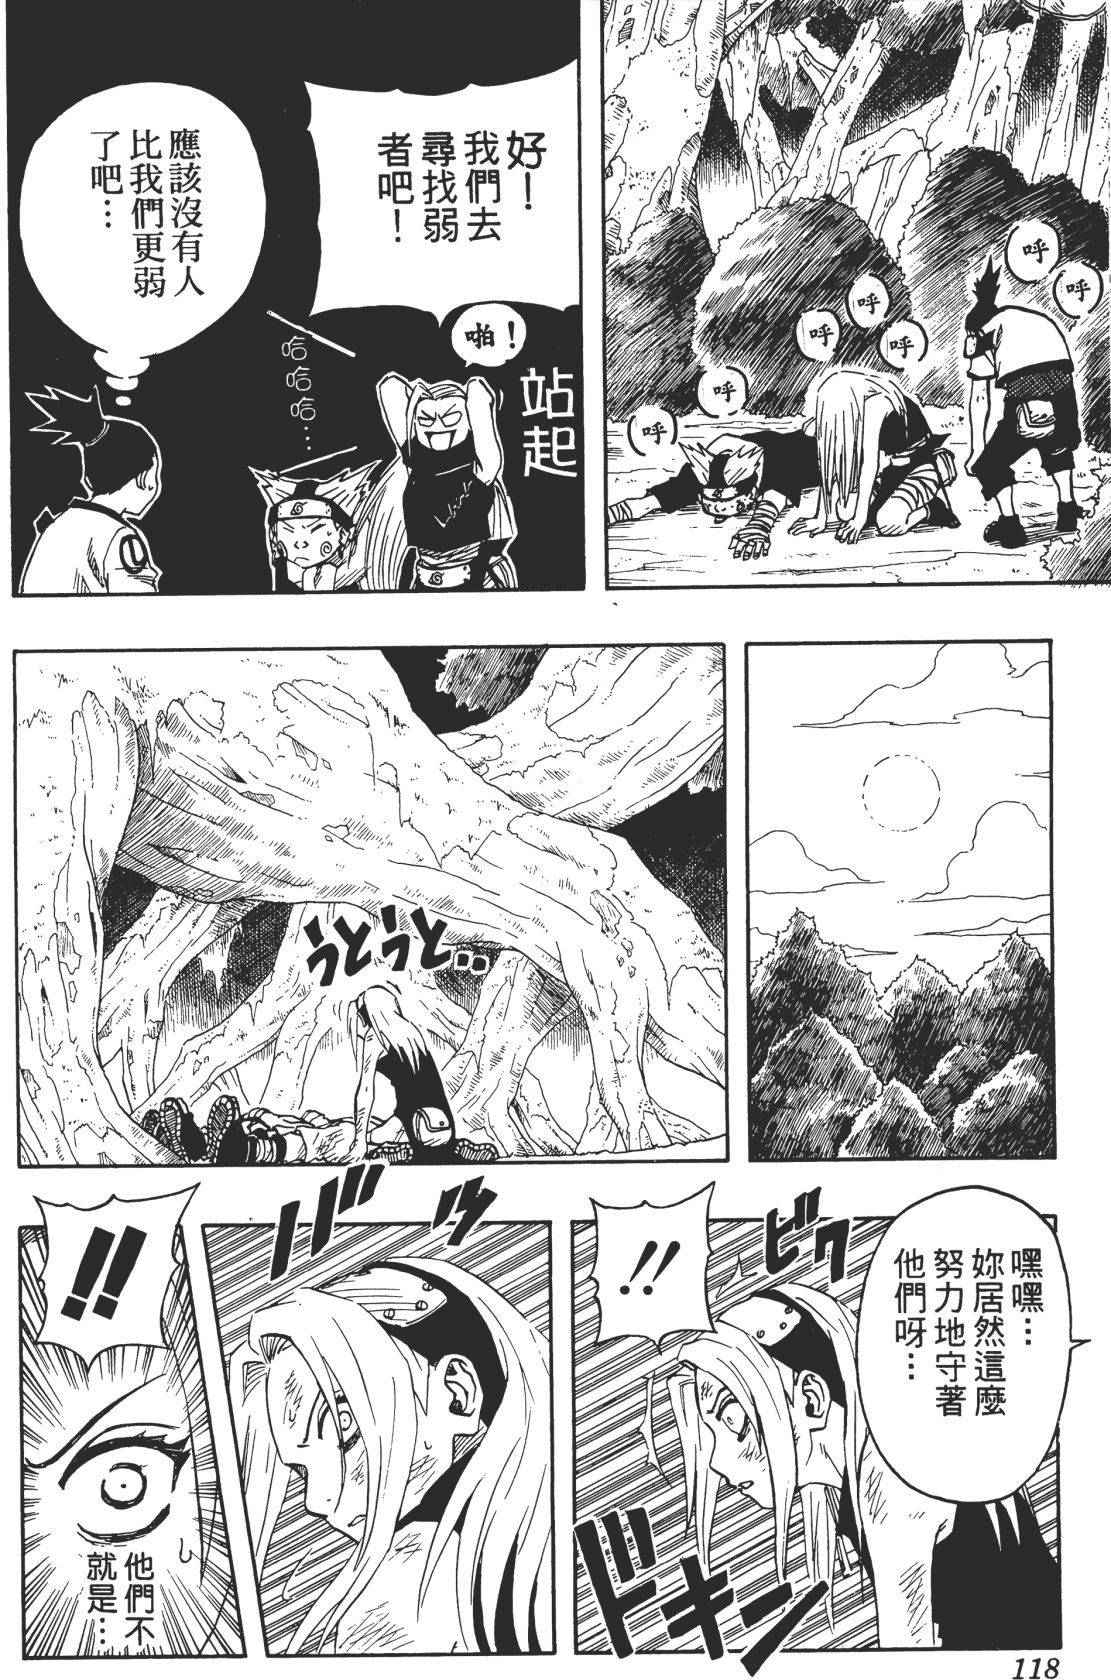 呼
呼
呼
呼
呼
呼
呼
好！
我們去
尋找弱
者吧！
啪！
站起
哈哈哈…
應該沒有人
比我們更弱
了吧…
うとうと…
嘿嘿…
妳居然這麼
努力地守著
他們呀…
ビク
!!
ドキン
バッ
!!
他們不
就是…
118